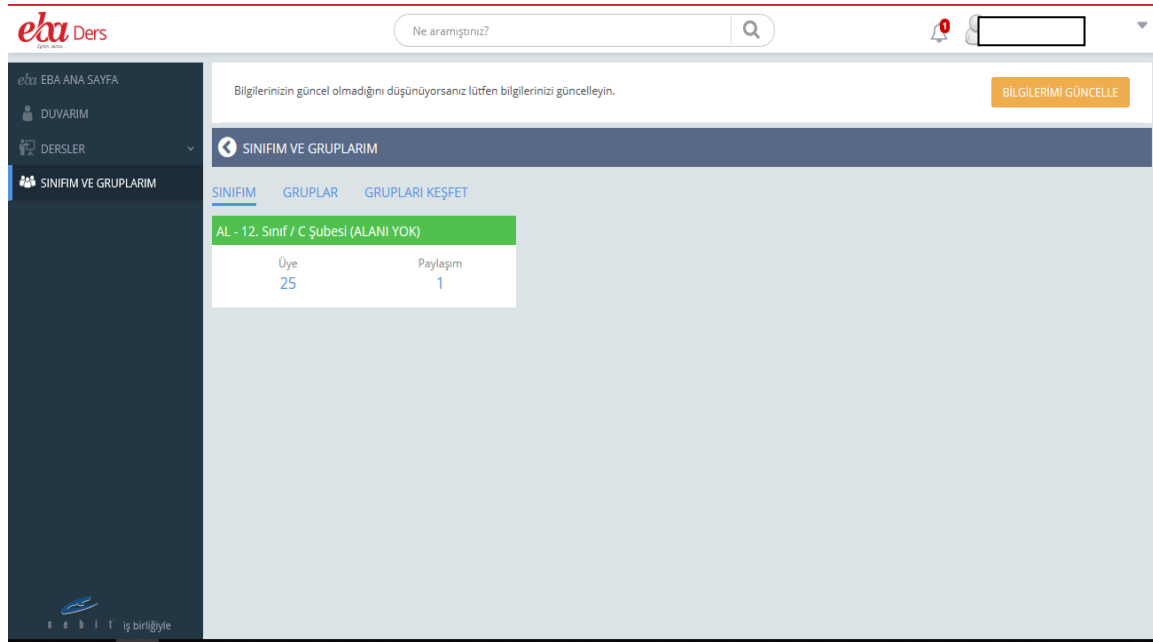 eba Ders
Ne aramıştınız?
1
eba EBA ANA SAYFA
DUVARIM
DERSLER
SINIFIM VE GRUPLARIM
Bilgilerinizin güncel olmadığını düşünüyorsanız lütfen bilgilerinizi güncelleyin.
BİLGİLERİMİ GÜNCELLE
SINIFIM VE GRUPLARIM
SINIFIM GRUPLAR GRUPLARI KEŞFET
AL - 12. Sınıf / C Şubesi (ALANI YOK)
Üye Paylaşım
25 1
sebit iş birliğiyle